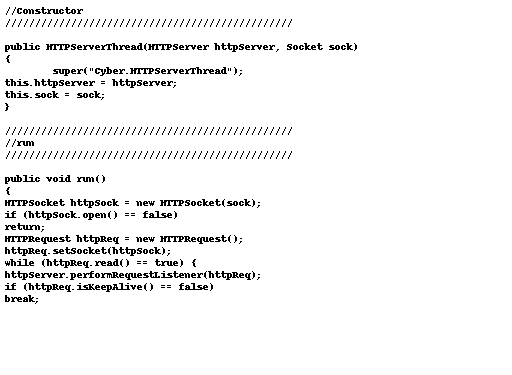 //Constructor
////////////////////////////////////////////////
public HTTPServerThread(HTTPServer httpServer, Socket sock)
{
super("Cyber.HTTPServerThread");
this.httpServer = httpServer;
this.sock = sock;
}
////////////////////////////////////////////////
//run
////////////////////////////////////////////////
public void run()
{
HTTPSocket httpSock = new HTTPSocket(sock);
if (httpSock.open() == false)
return;
HTTPRequest httpReq = new HTTPRequest();
httpReq.setSocket(httpSock);
while (httpReq.read() == true) {
httpServer.performRequestListener(httpReq);
if (httpReq.isKeepAlive() == false)
break;